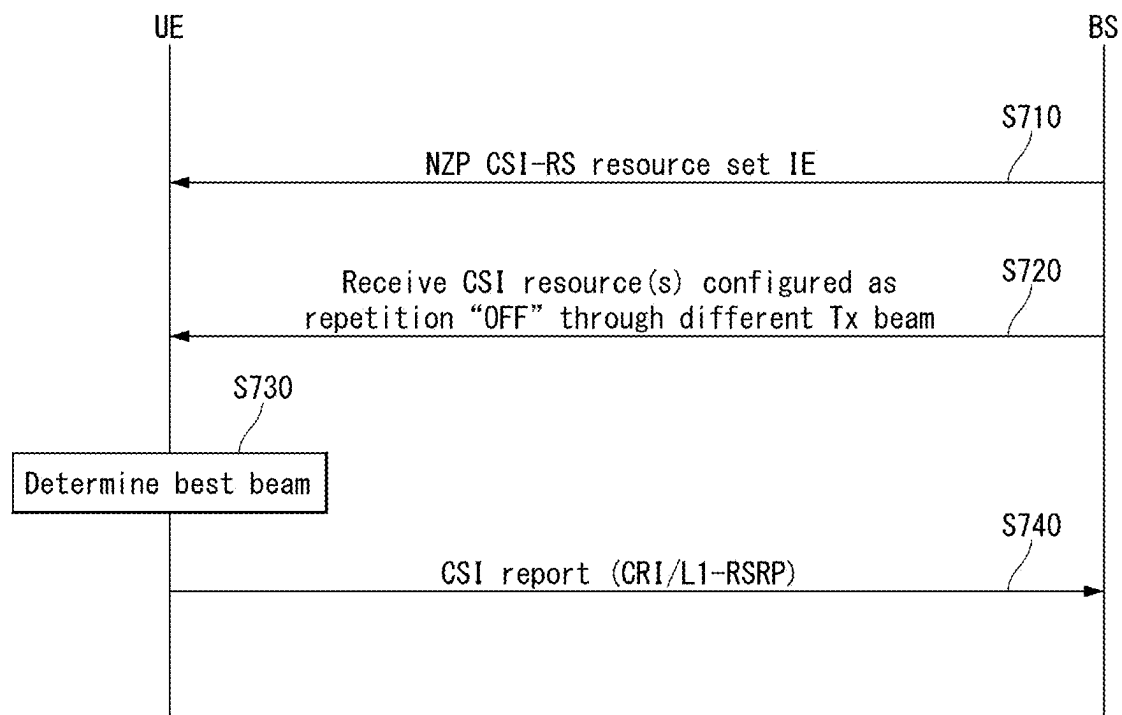 UE
BS
S710
NZP CSI-RS resource set IE
S720
Receive CSI resource(s) configured as
repetition “OFF” through different Tx beam
S730
Determine best beam
S740
CSI report (CRI/L1-RSRP)